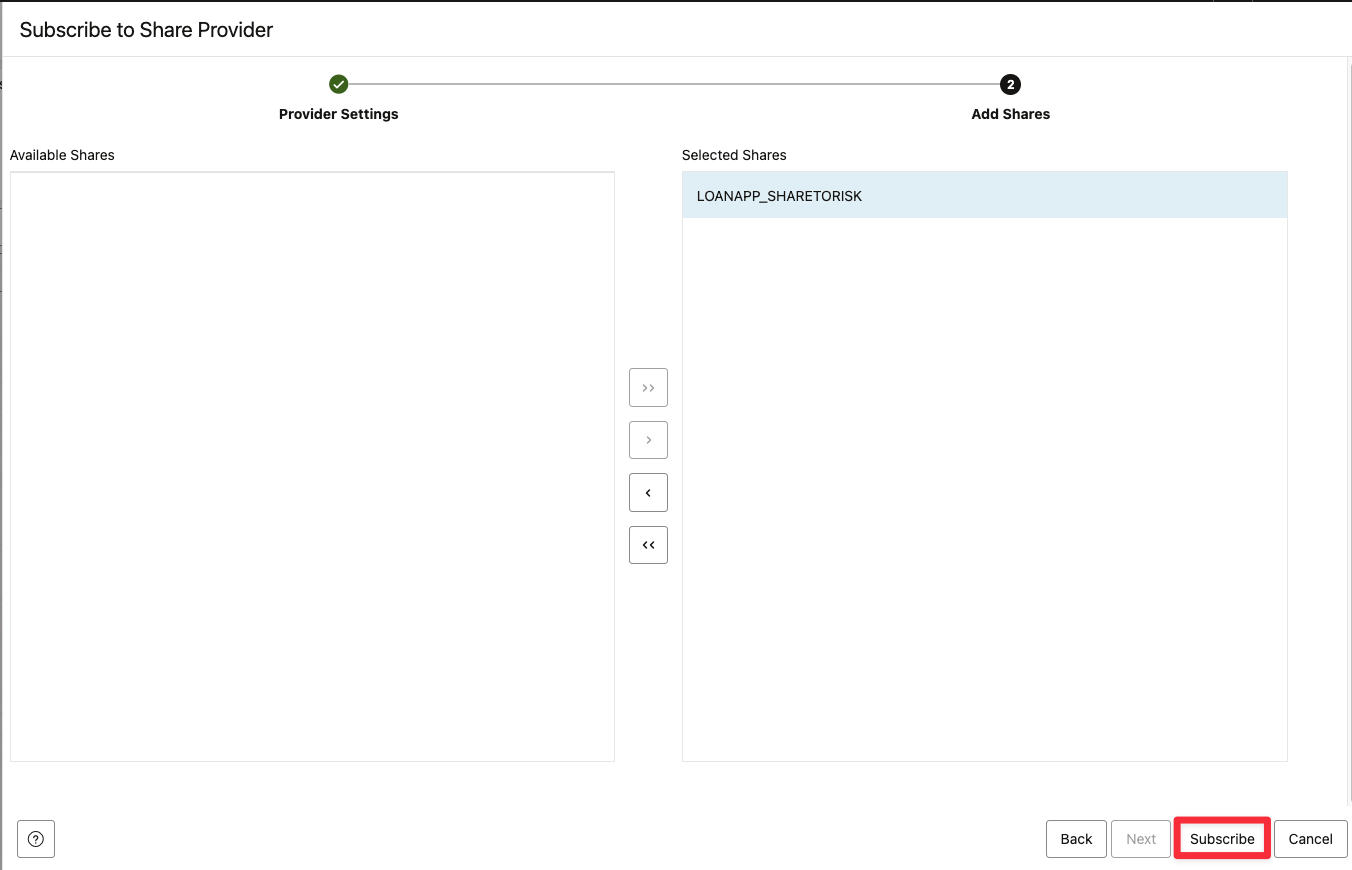 Subscribe to Share Provider
2
Provider Settings
Add Shares
Available Shares
Selected Shares
LOANAPP_SHARETORISK
>>
>
<
<<
?
Back
Next
Subscribe
Cancel